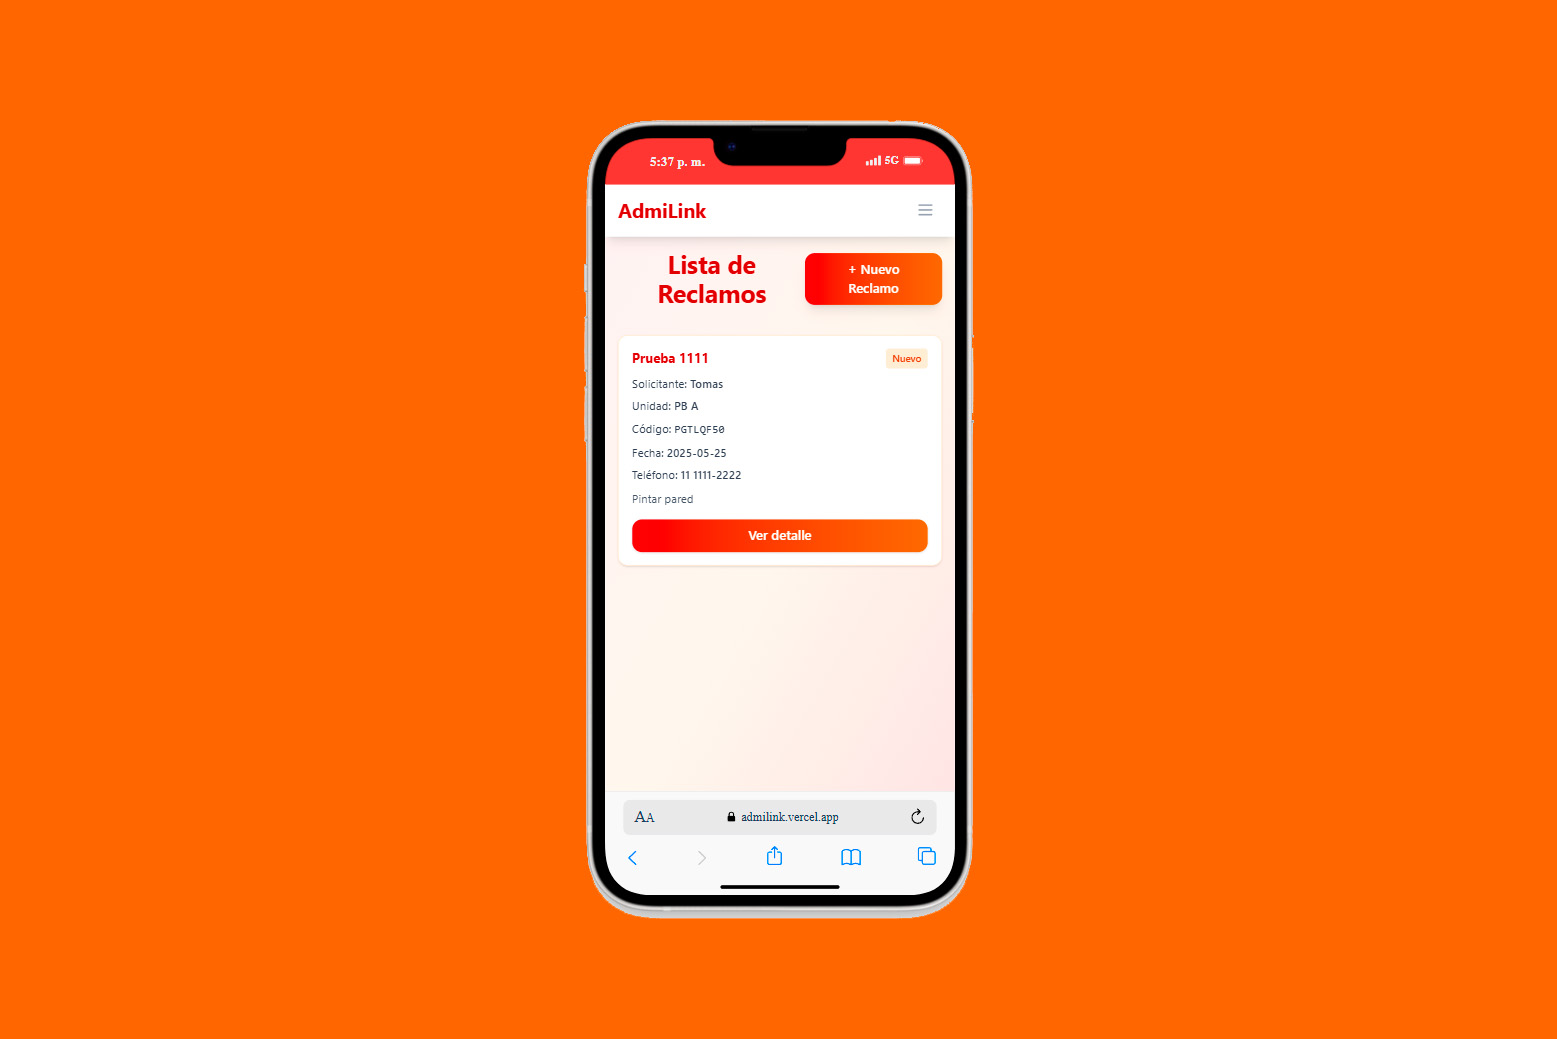 5:37 p. m.
5G
AdmiLink
Lista de
Reclamos
+ Nuevo
Reclamo
Prueba 1111
Nuevo
Solicitante: Tomas
Unidad: PB A
Código: PGTLQF50
Fecha: 2025-05-25
Teléfono: 11 1111-2222
Pintar pared
Ver detalle
AA
admilink.vercel.app